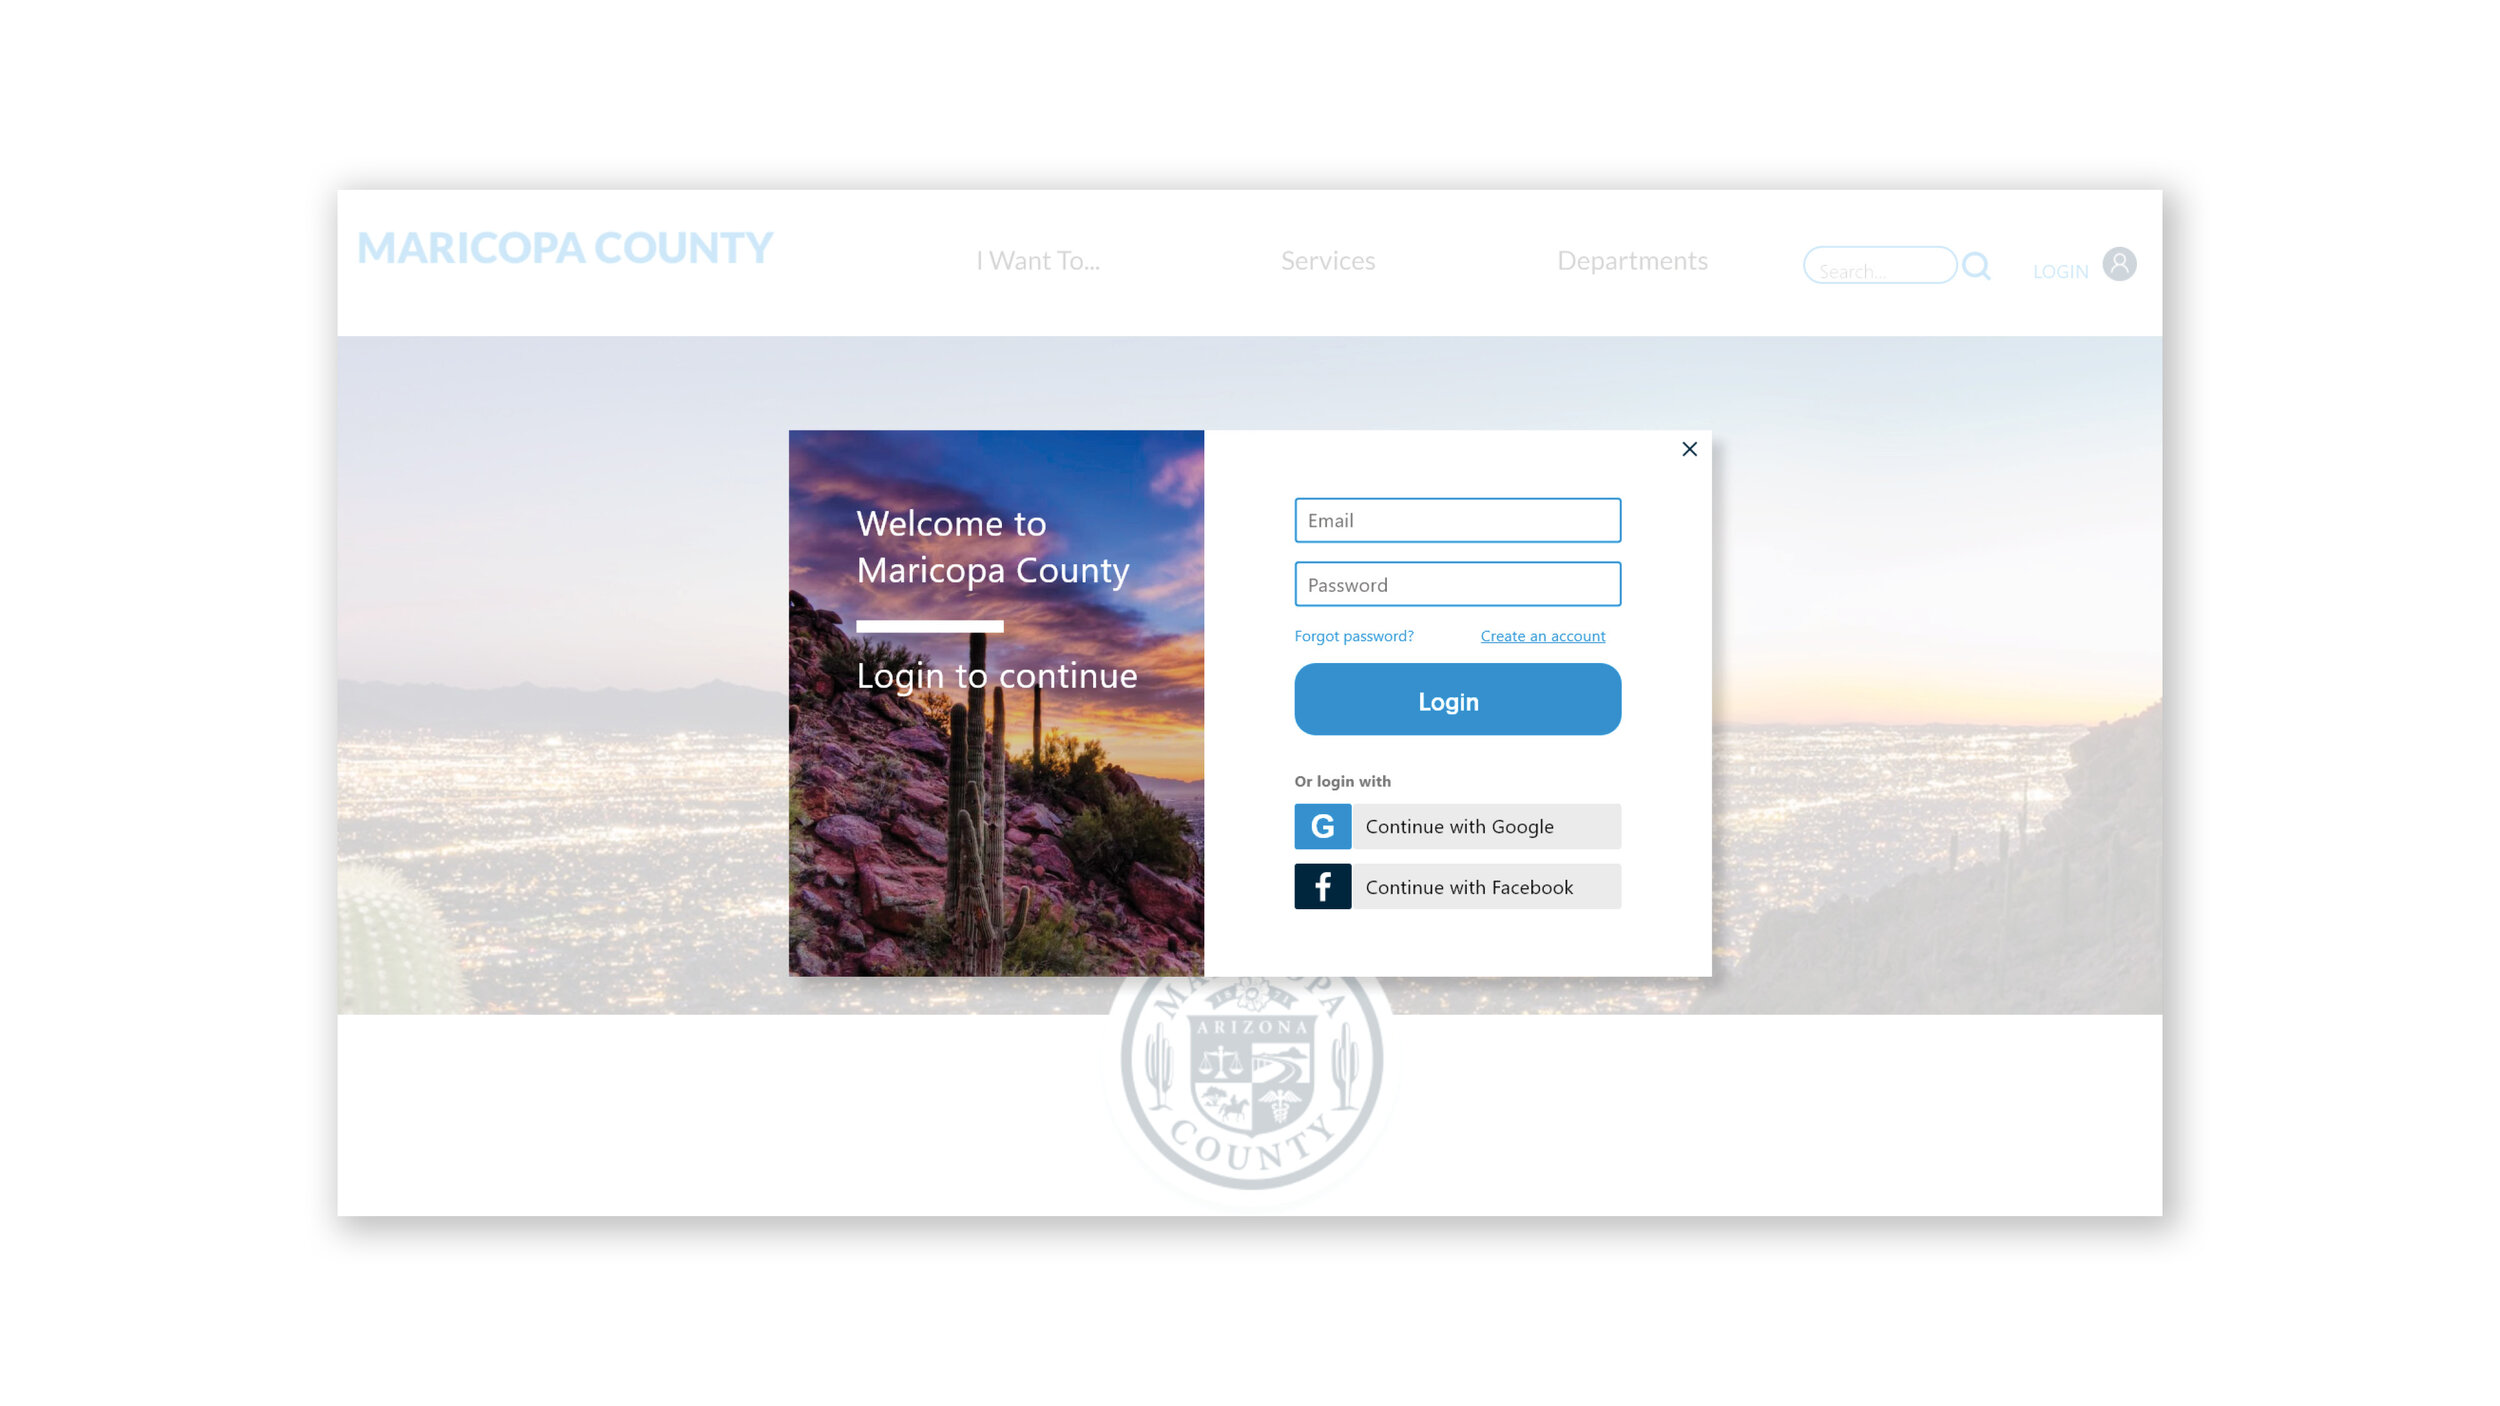 MARICOPA COUNTY
I Want To...
Services
Departments
Search...
LOGIN
Welcome to
Maricopa County
Login to continue
Email
Password
Forgot password?
Create an account
Login
Or login with
G Continue with Google
f Continue with Facebook
1871
ARIZONA
COUNTY